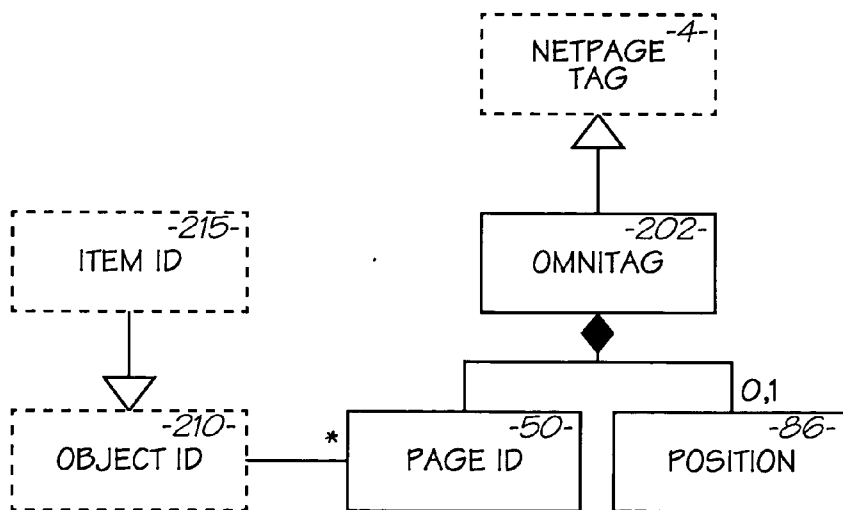 -4-
NETPAGE
TAG
-215-
ITEM ID
-202-
OMNITAG
0,1
-210-
OBJECT ID
*
-50-
PAGE ID
-86-
POSITION